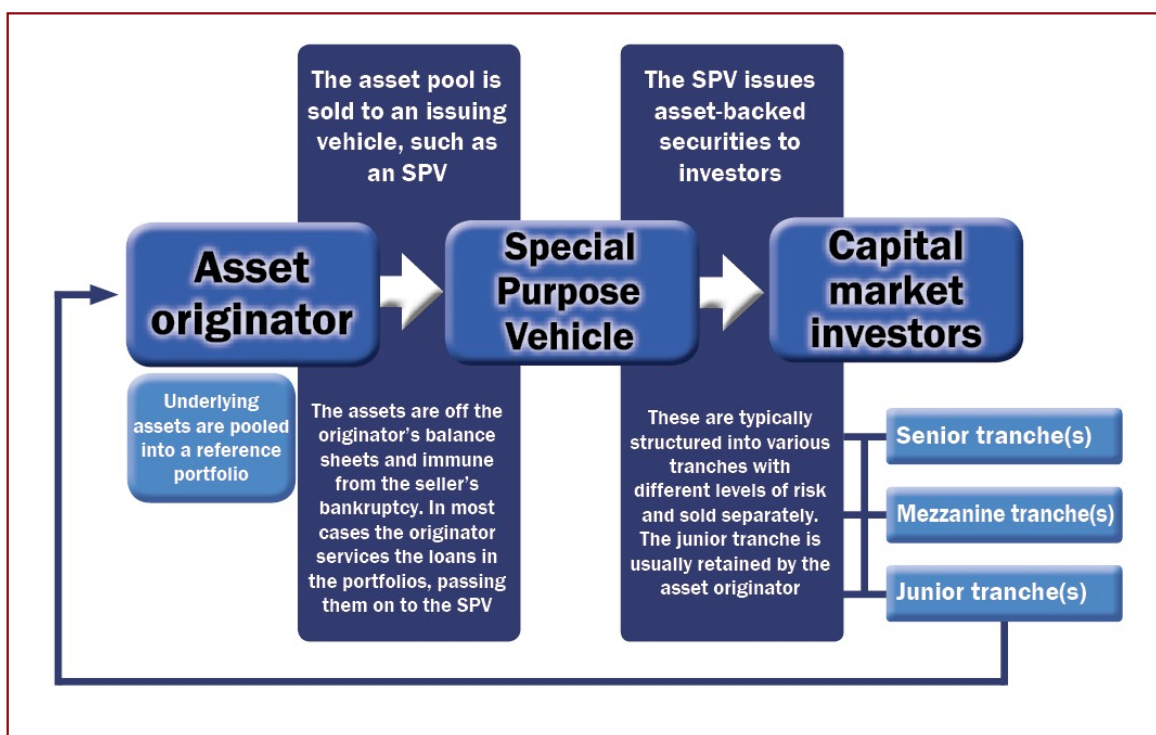 The asset pool is
sold to an issuing
vehicle, such as
an SPV
The SPV issues
asset-backed
securities to
investors
Asset
originator
Special
Purpose
Vehicle
Capital
market
investors
Underlying
assets are pooled
into a reference
portfolio
The assets are off the
originator’s balance
sheets and immune
from the seller’s
bankruptcy. In most
cases the originator
services the loans in
the portfolios, passing
them on to the SPV
These are typically
structured into various
tranches with
different levels of risk
and sold separately.
The junior tranche is
usually retained by the
asset originator
Senior tranche(s)
Mezzanine tranche(s)
Junior tranche(s)